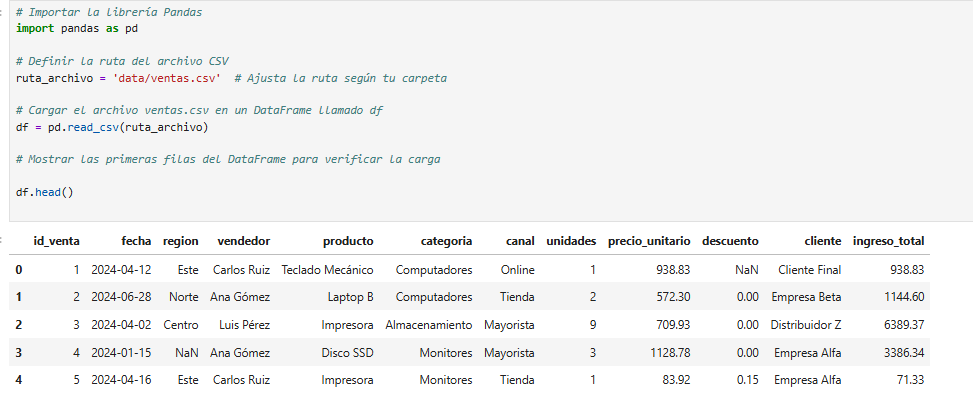 # Importar la librería Pandas
import pandas as pd
# Definir la ruta del archivo CSV
ruta_archivo = 'data/ventas.csv'  # Ajusta la ruta según tu carpeta
# Cargar el archivo ventas.csv en un DataFrame llamado df
df = pd.read_csv(ruta_archivo)
# Mostrar las primeras filas del DataFrame para verificar la carga
df.head()
id_venta fecha region vendedor producto categoria canal unidades precio_unitario descuento cliente ingreso_total
0 1 2024-04-12 Este Carlos Ruiz Teclado Mecánico Computadores Online 1 938.83 NaN Cliente Final 938.83
1 2 2024-06-28 Norte Ana Gómez Laptop B Computadores Tienda 2 572.30 0.00 Empresa Beta 1144.60
2 3 2024-04-02 Centro Luis Pérez Impresora Almacenamiento Mayorista 9 709.93 0.00 Distribuidor Z 6389.37
3 4 2024-01-15 NaN Ana Gómez Disco SSD Monitores Mayorista 3 1128.78 0.00 Empresa Alfa 3386.34
4 5 2024-04-16 Este Carlos Ruiz Impresora Monitores Tienda 1 83.92 0.15 Empresa Alfa 71.33